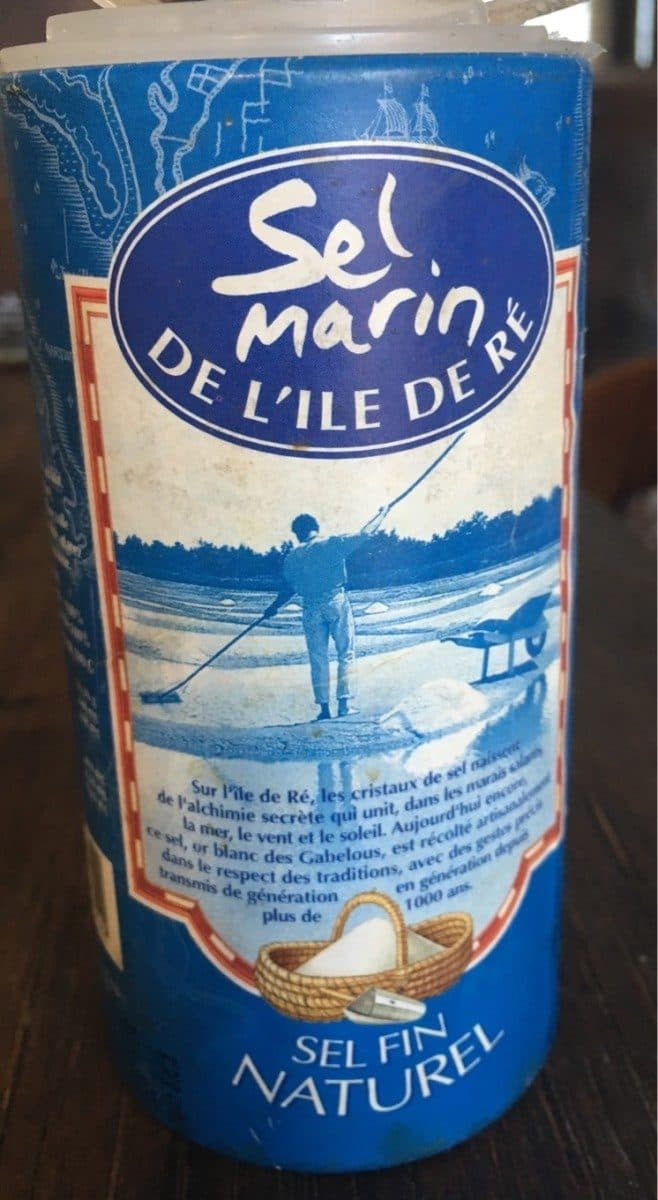 Sel
marin
DE L'ILE DE RÉ
Sur l'île de Ré, les cristaux de sel naissent
de l'alchimie secrète qui unit, dans les marais salants,
la mer, le vent et le soleil. Aujourd'hui encore,
ce sel, or blanc des Gabelous, est récolté artisanalement
dans le respect des traditions, avec des gestes précis
transmis de génération en génération depuis
plus de 1000 ans.
SEL FIN
NATUREL